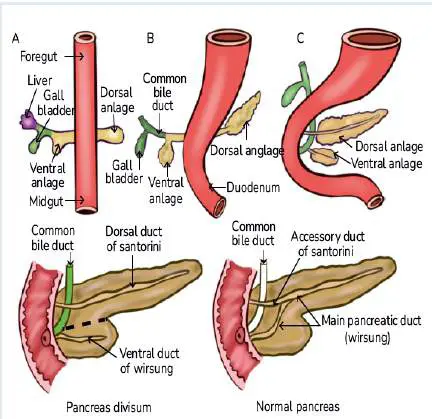 A
B
C
Foregut
Liver
Gall
bladder
Dorsal
anlage
Ventral
anlage
Midgut
Common
bile
duct
Gall
bladder
Ventral
anlage
Dorsal anglage
Duodenum
Dorsal anlage
Ventral anlage
Common
bile duct
Dorsal duct
of santorini
Ventral duct
of wirsung
Pancreas divisum
Common
bile duct
Accessory duct
of santorini
Main pancreatic duct
(wirsung)
Normal pancreas